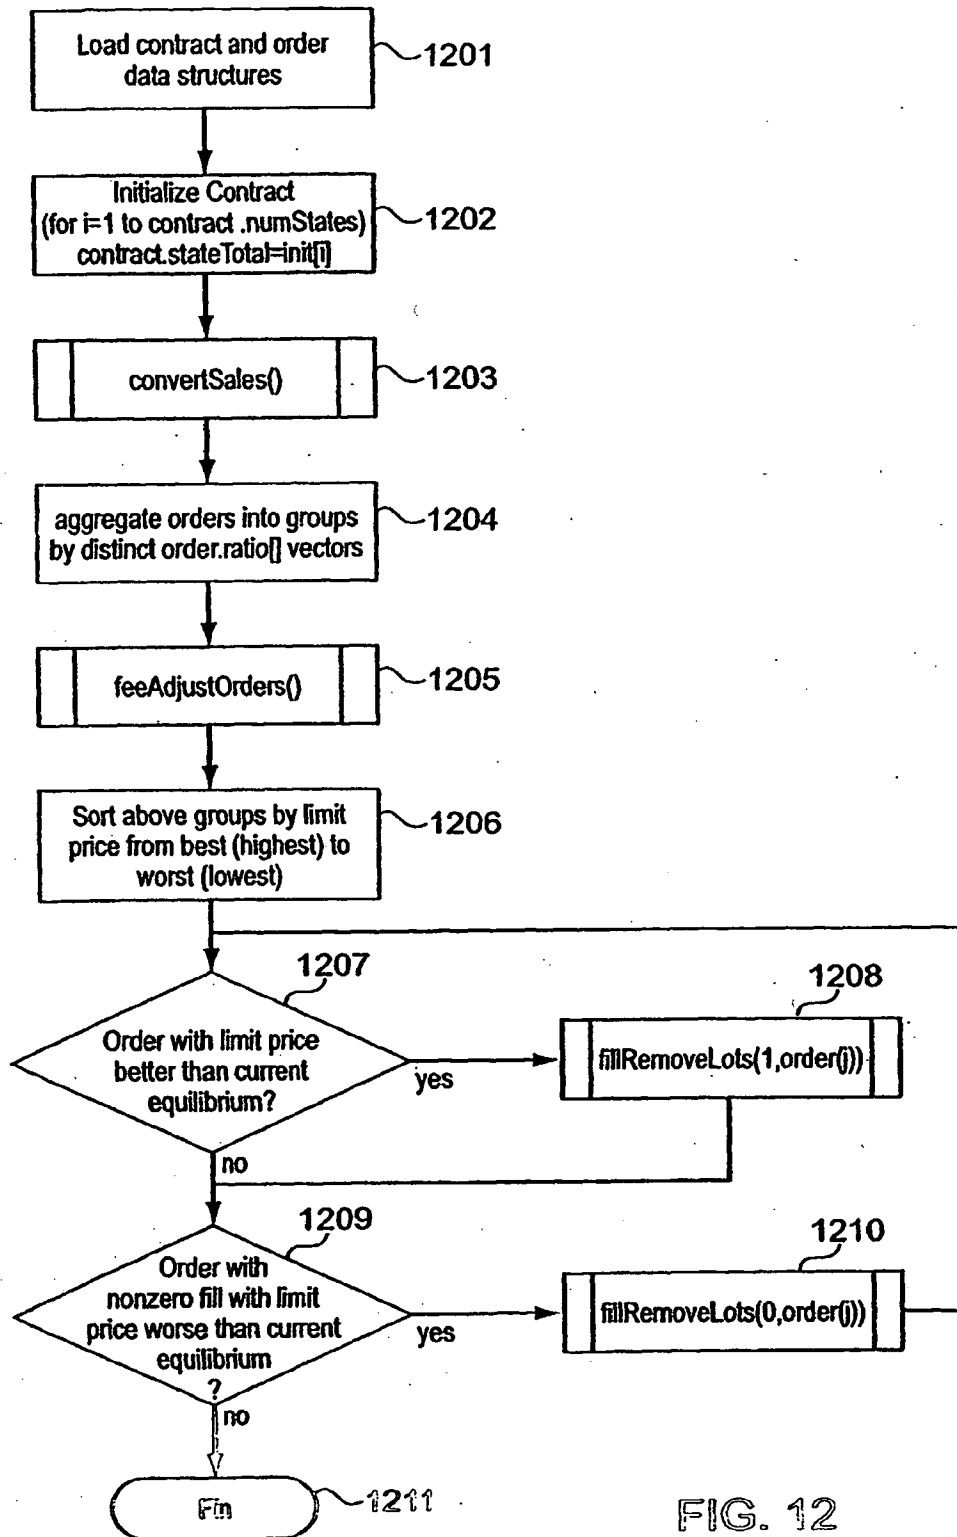 Load contract and order
data structures
1201
Initialize Contract
(for i=1 to contract .numStates)
contract.stateTotal=init[i]
1202
convertSales()
1203
aggregate orders into groups
by distinct order.ratio[] vectors
1204
feeAdjustOrders()
1205
Sort above groups by limit
price from best (highest) to
worst (lowest)
1206
1207
Order with limit price
better than current
equilibrium?
yes
no
1208
fillRemoveLots(1,order(j))
1209
Order with
nonzero fill with limit
price worse than current
equilibrium
?
yes
no
1210
fillRemoveLots(0,order(j))
Fin
1211
FIG. 12